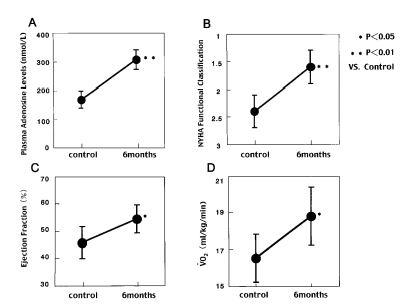 A
Plasma Adenosine Levels (nmol/L)
400
300
200
100
0
control 6months
B
NYHA Functional Classification
1
1.5
2
2.5
3
control 6months
• P<0.05
•• P<0.01
VS. Control
C
Ejection Fraction (%)
60
50
40
30
control 6months
D
V̇O₂ (ml/kg/min)
21
19
17
15
control 6months